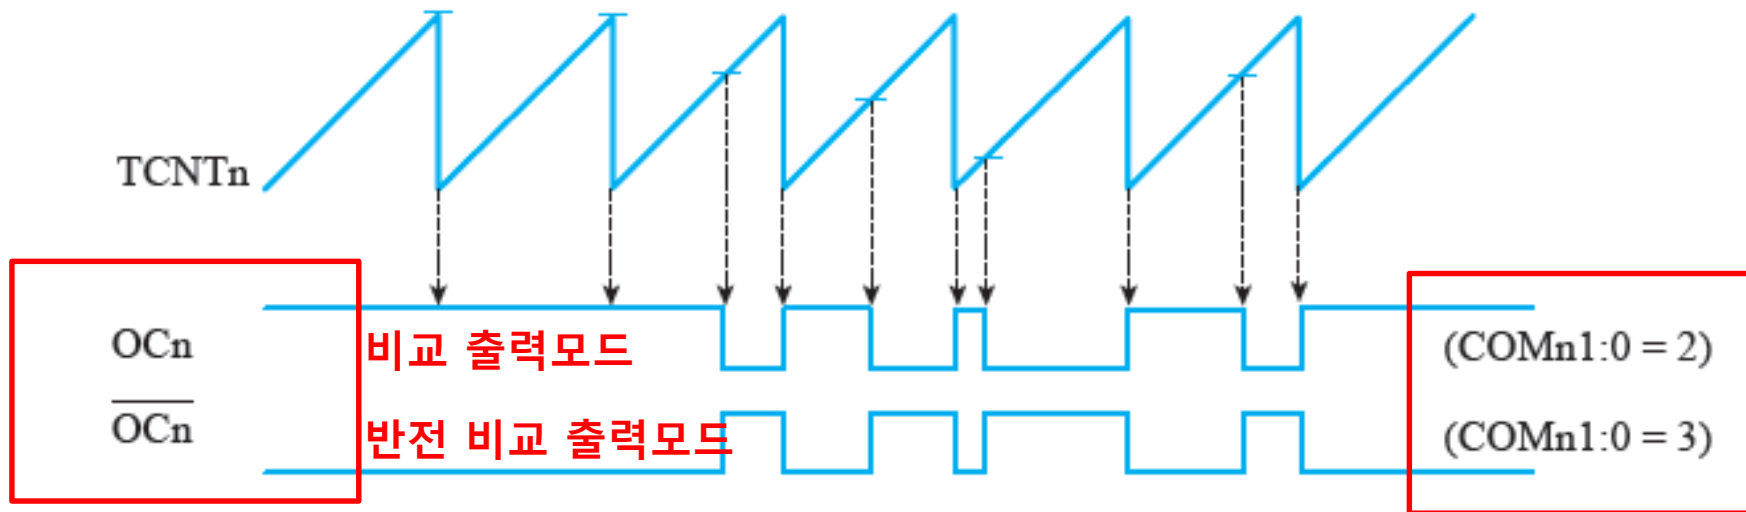 TCNTn
OCn 비교 출력모드 (COMn1:0 = 2)
OCn 반전 비교 출력모드 (COMn1:0 = 3)